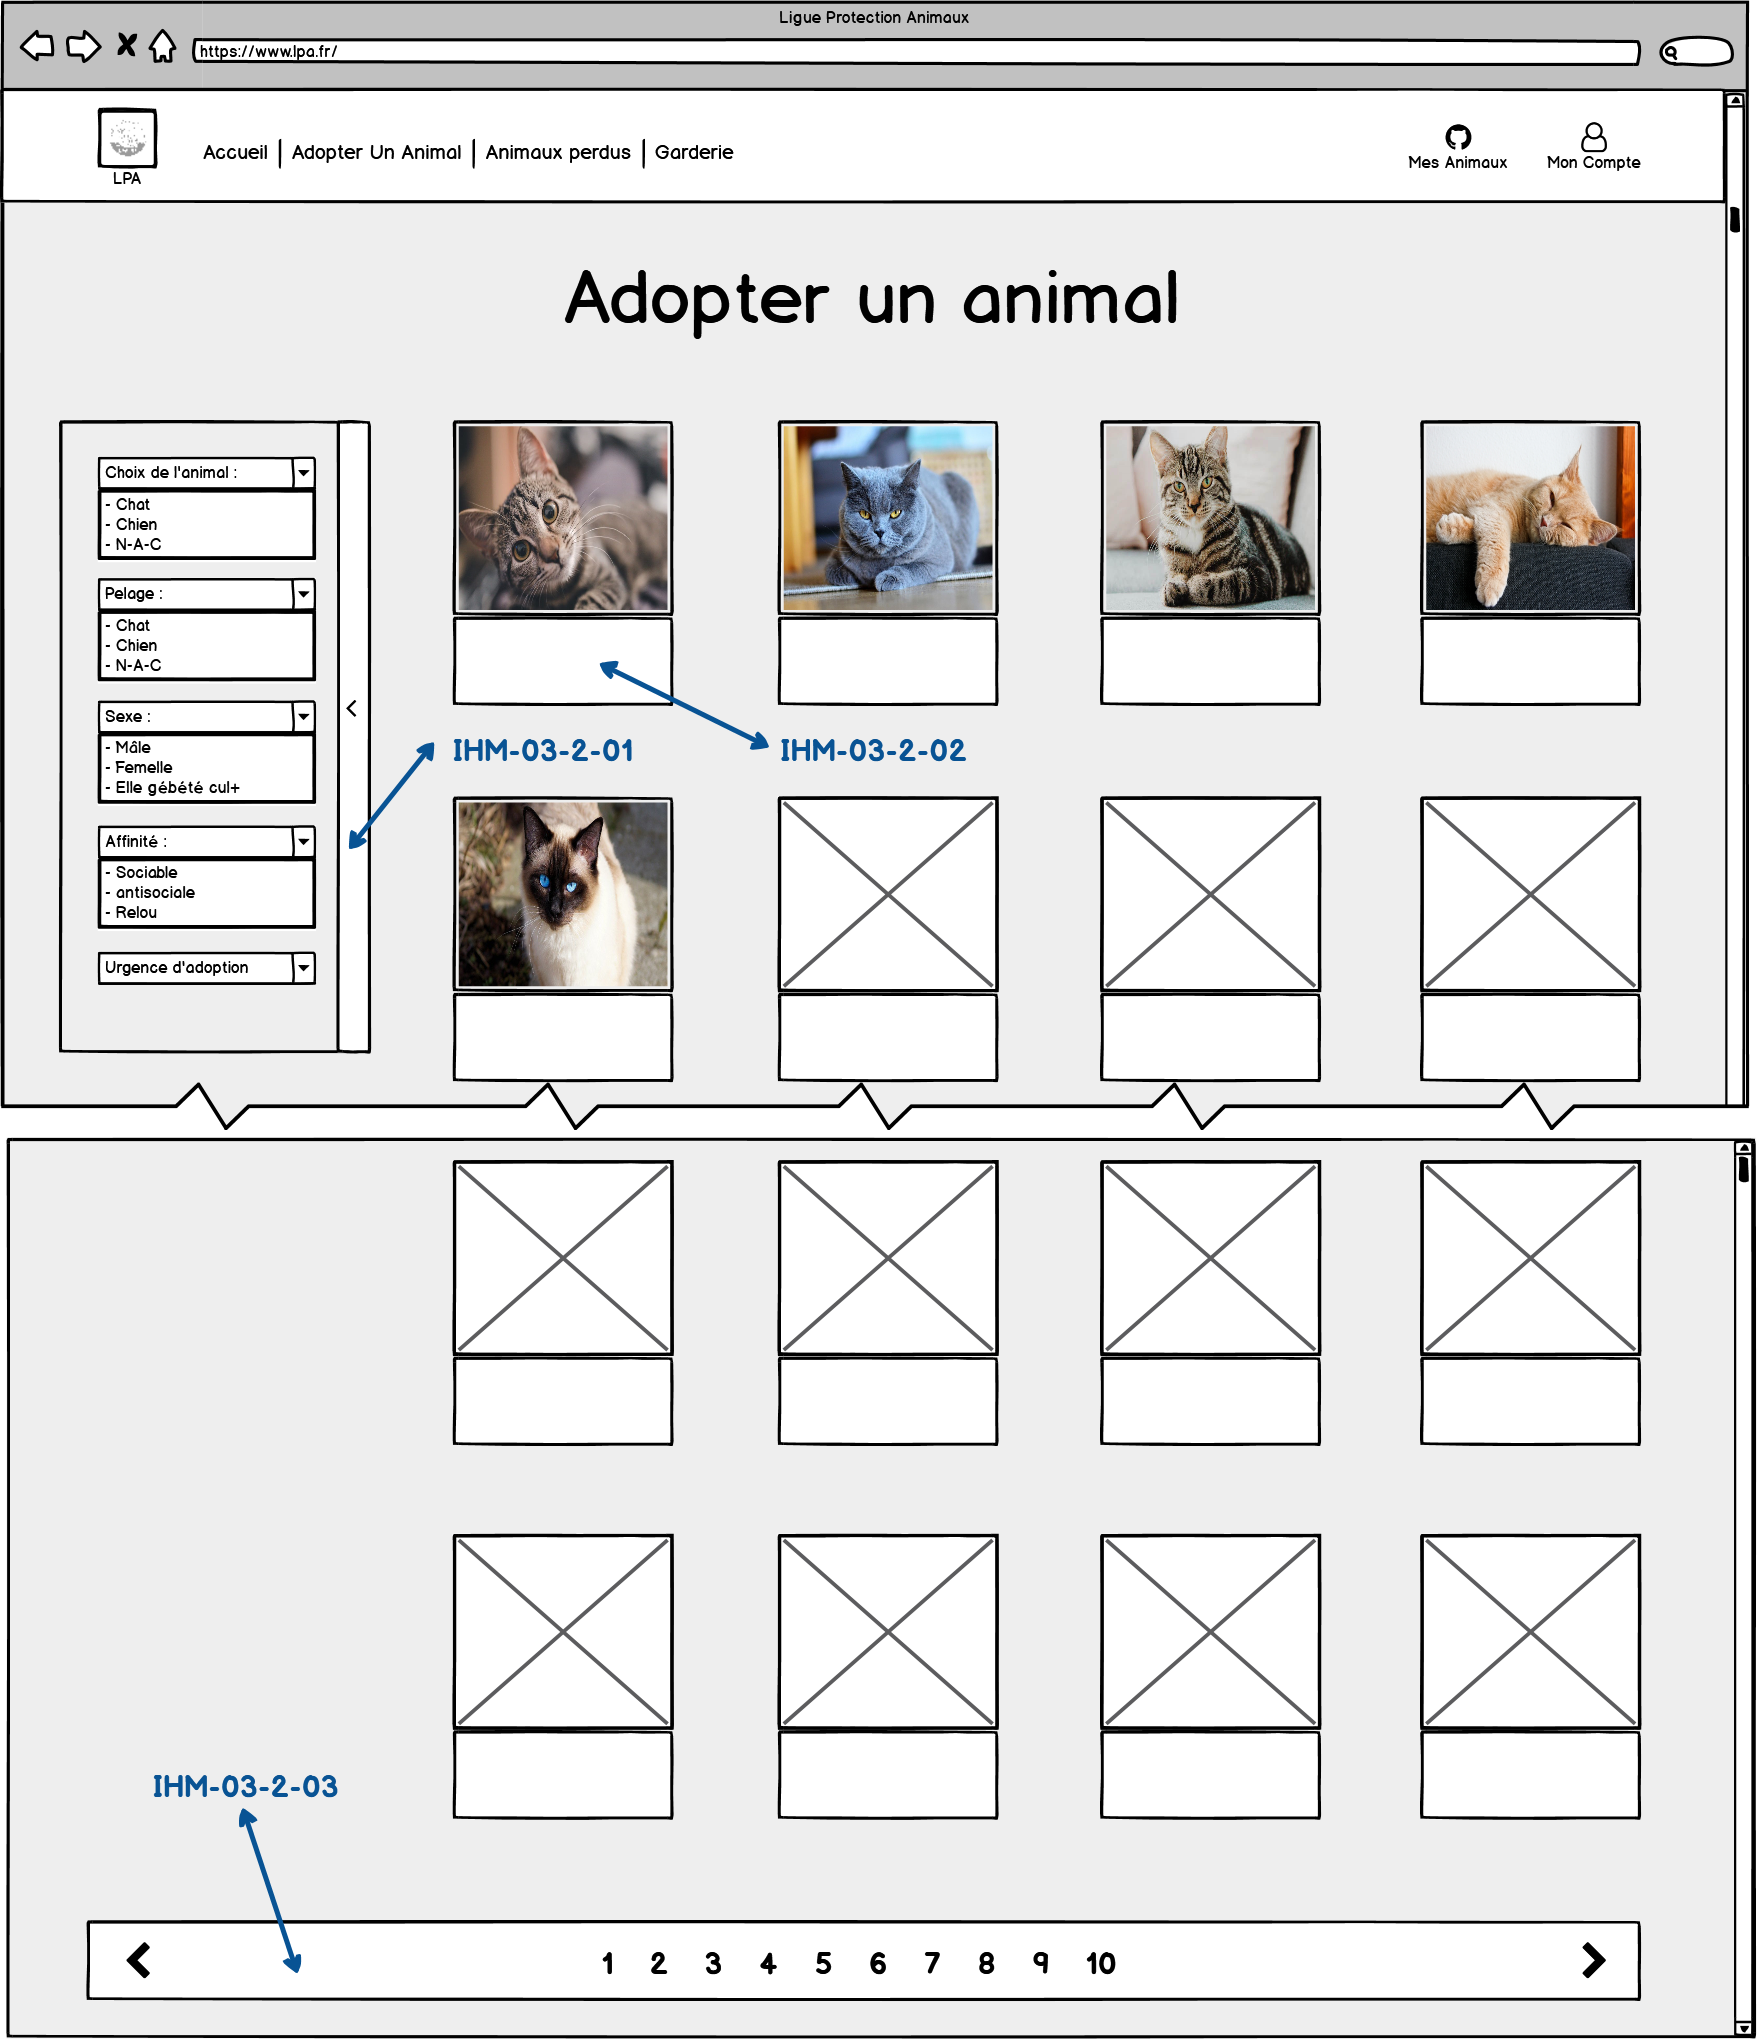 Ligue Protection Animaux
https://www.lpa.fr/
LPA
Accueil | Adopter Un Animal | Animaux perdus | Garderie
Mes Animaux
Mon Compte
Adopter un animal
Choix de l'animal :
- Chat
- Chien
- N-A-C
Pelage :
- Chat
- Chien
- N-A-C
Sexe :
- Mâle
- Femelle
- Elle gébété cul+
Affinité :
- Sociable
- antisociale
- Relou
Urgence d'adoption
IHM-03-2-01
IHM-03-2-02
IHM-03-2-03
1 2 3 4 5 6 7 8 9 10